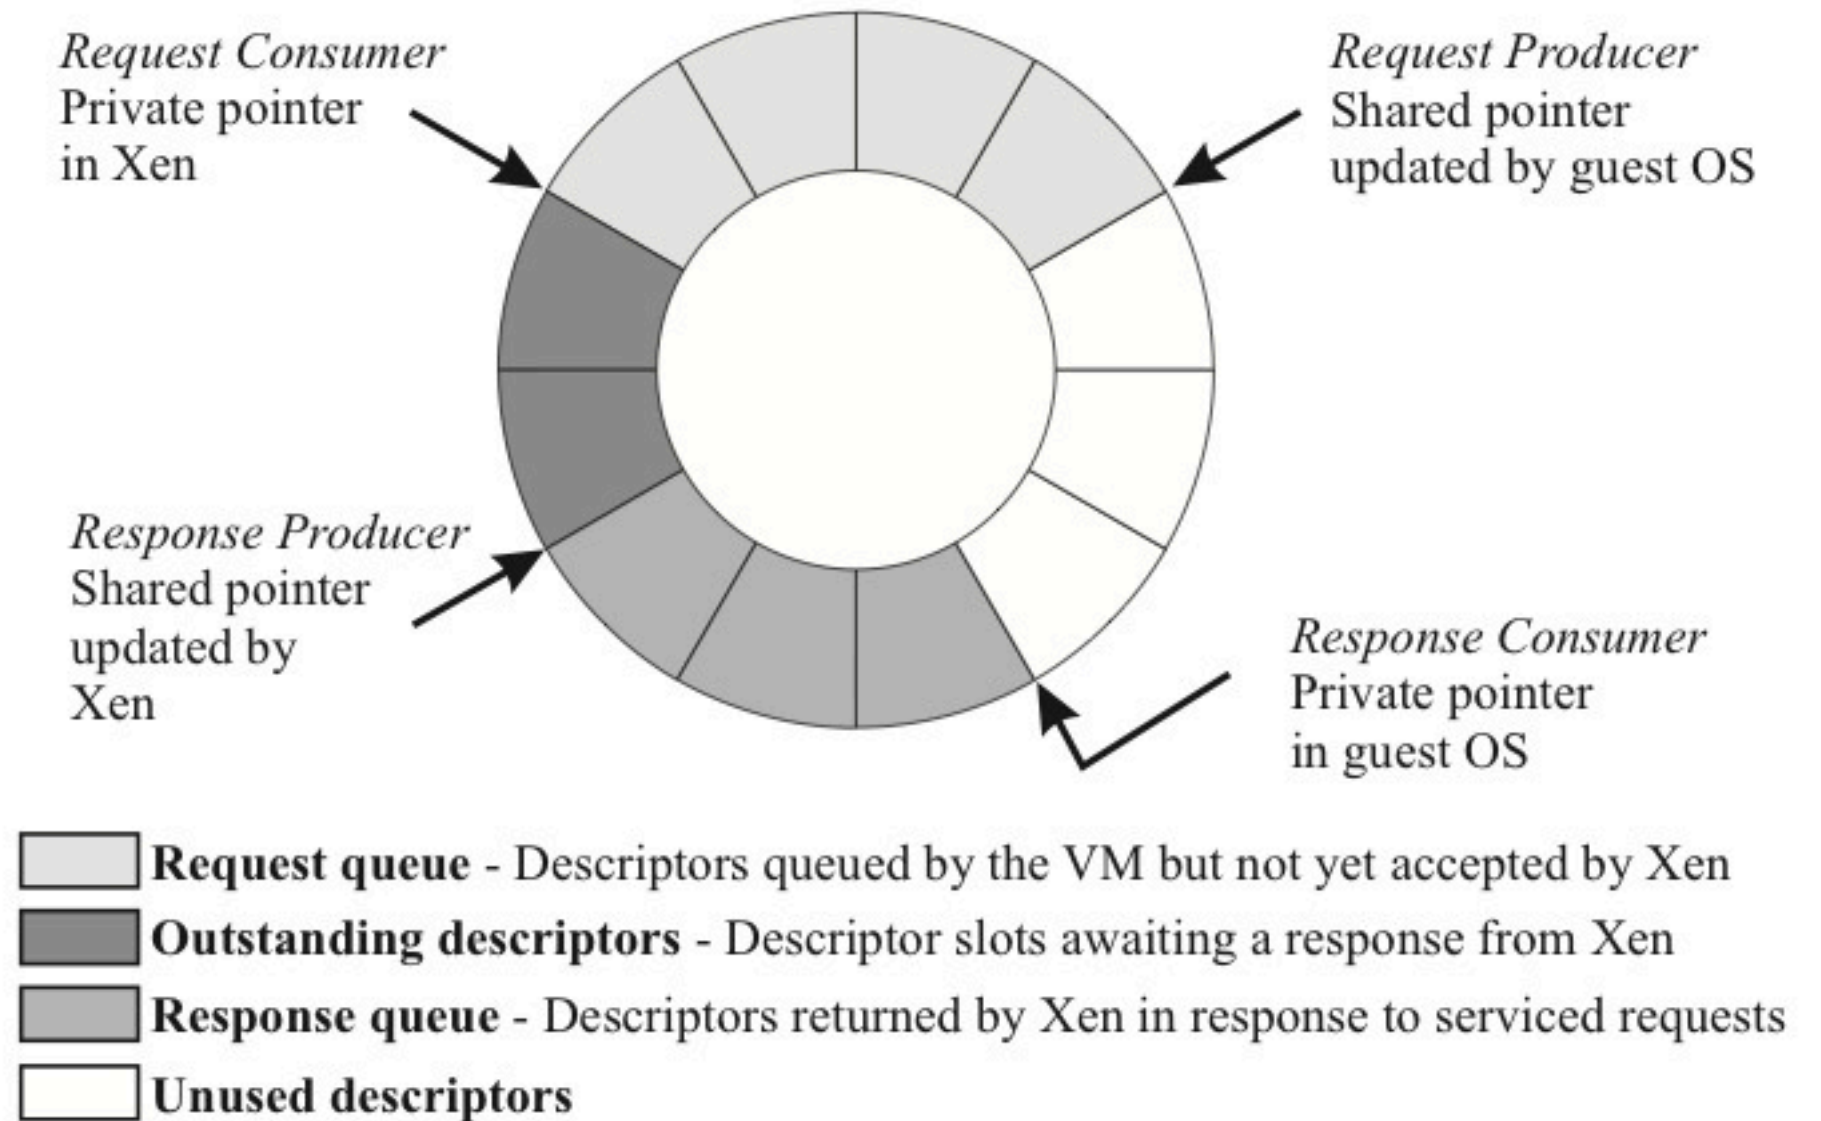 Request Consumer
Private pointer
in Xen
Request Producer
Shared pointer
updated by guest OS
Response Producer
Shared pointer
updated by
Xen
Response Consumer
Private pointer
in guest OS
Request queue - Descriptors queued by the VM but not yet accepted by Xen
Outstanding descriptors - Descriptor slots awaiting a response from Xen
Response queue - Descriptors returned by Xen in response to serviced requests
Unused descriptors